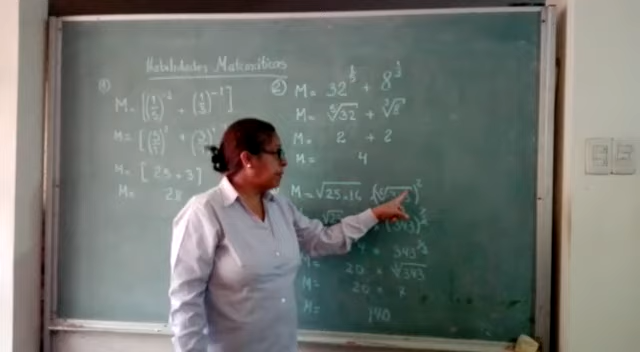 Habilidades Matemáticas
① M = [(1/5)^-2 + (1/3)^-1]
M = [(5/1)² + (3/1)¹]
M = [25 + 3]
M = 28
② M = 32^(1/5) + 8^(1/3)
M = ⁵√32 + ³√8
M = 2 + 2
M = 4
M = √25.16
343
20 × 343
M = 20 × 7
M = 140